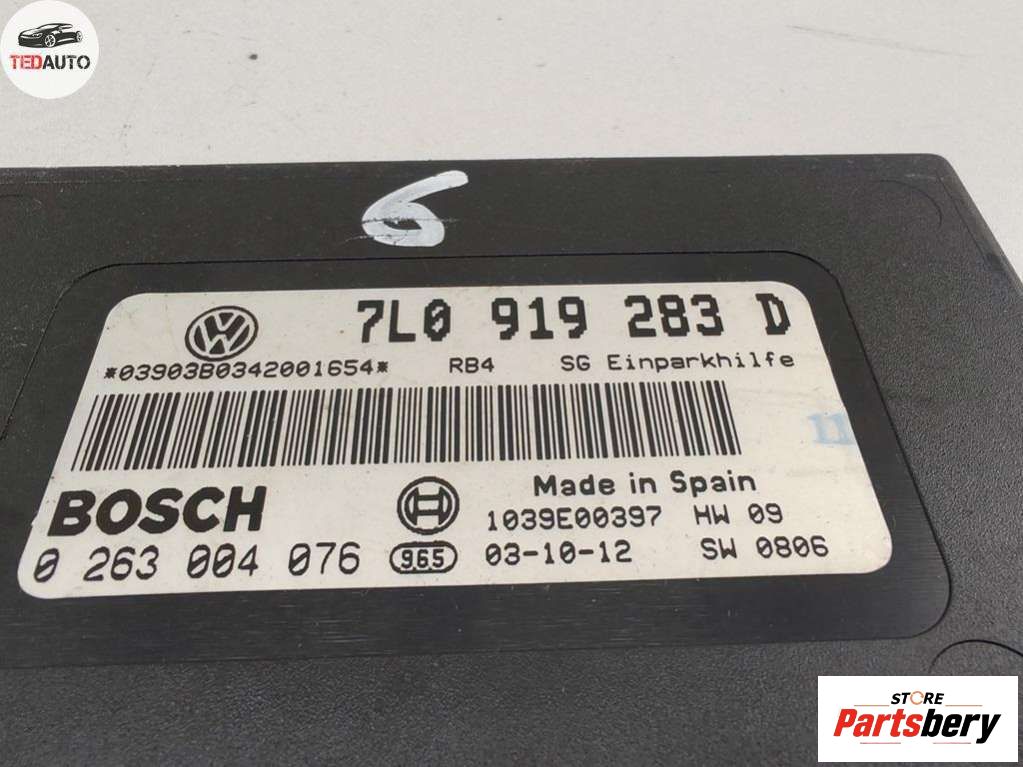 TEDAUTO
6
7L0 919 283 D
*03903B0342001654* RB4 SG Einparkhilfe
11
BOSCH Made in Spain
1039E00397 HW 09
0 263 004 076 965 03-10-12 SW 0806
STORE
Partsbery